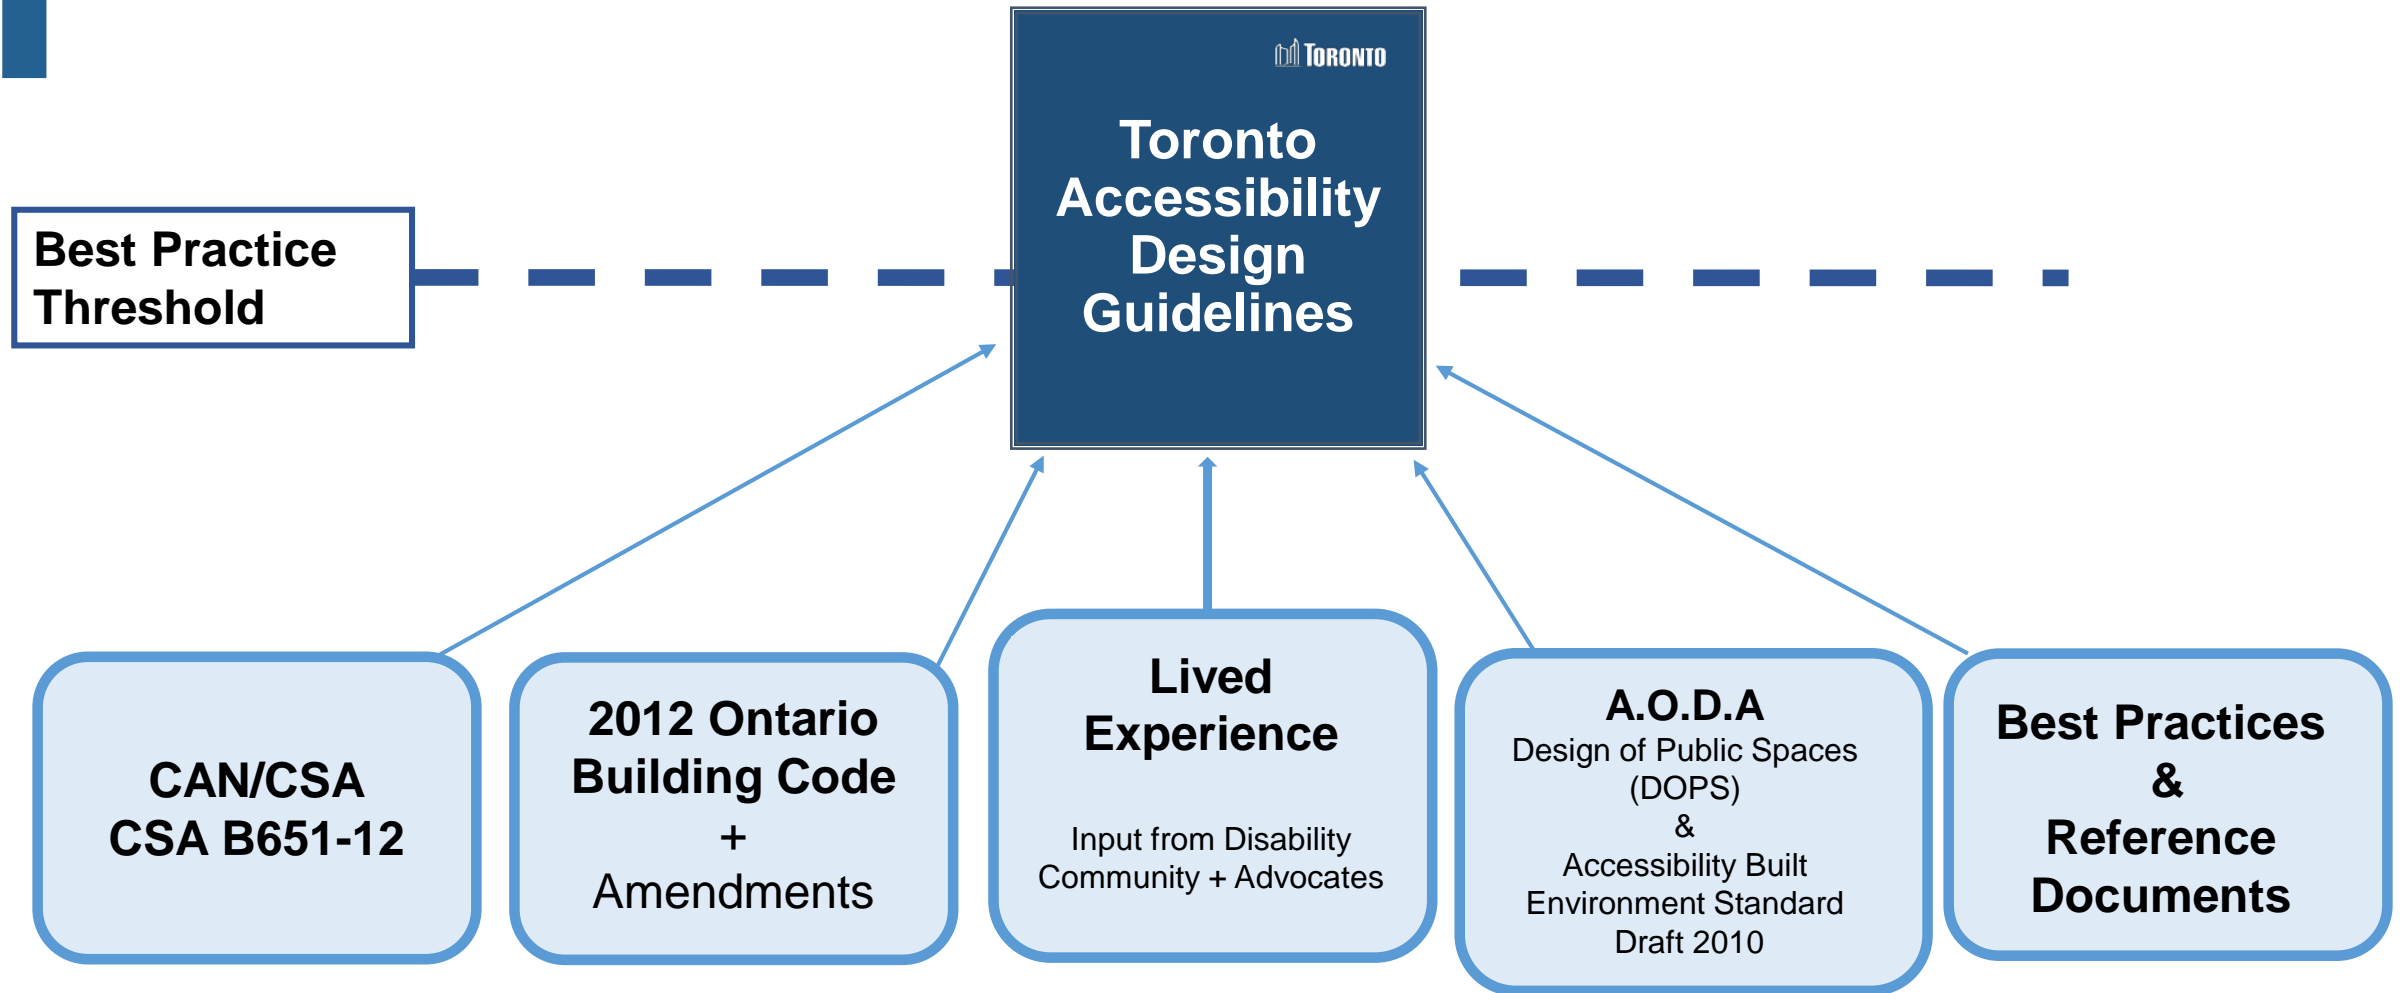 TORONTO
Toronto
Accessibility
Design
Guidelines
Best Practice
Threshold
CAN/CSA
CSA B651-12
2012 Ontario
Building Code
+
Amendments
Lived
Experience
Input from Disability
Community + Advocates
A.O.D.A
Design of Public Spaces
(DOPS)
&
Accessibility Built
Environment Standard
Draft 2010
Best Practices
&
Reference
Documents